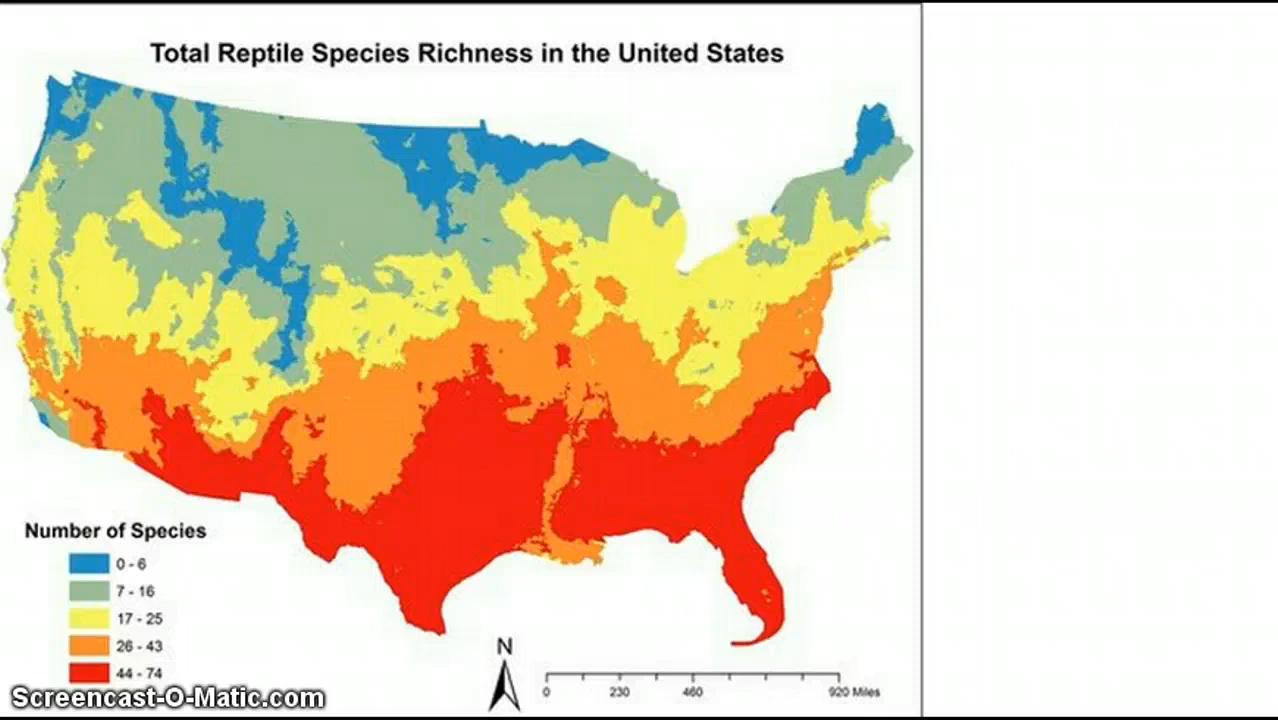 Total Reptile Species Richness in the United States
Number of Species
0 - 6
7 - 16
17 - 25
26 - 43
44 - 74
N
0 230 460 920 Miles
Screencast-O-Matic.com